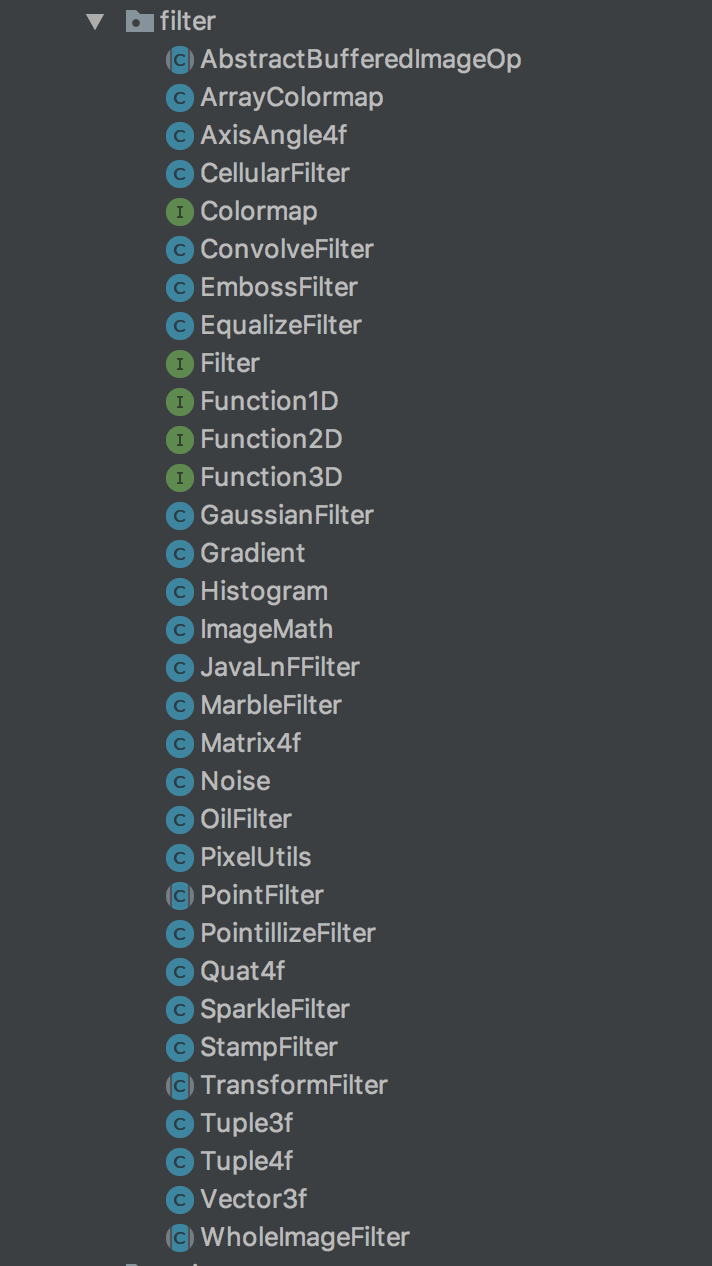 filter
AbstractBufferedImageOp
ArrayColormap
AxisAngle4f
CellularFilter
Colormap
ConvolveFilter
EmbossFilter
EqualizeFilter
Filter
Function1D
Function2D
Function3D
GaussianFilter
Gradient
Histogram
ImageMath
JavaLnFFilter
MarbleFilter
Matrix4f
Noise
OilFilter
PixelUtils
PointFilter
PointillizeFilter
Quat4f
SparkleFilter
StampFilter
TransformFilter
Tuple3f
Tuple4f
Vector3f
WholeImageFilter